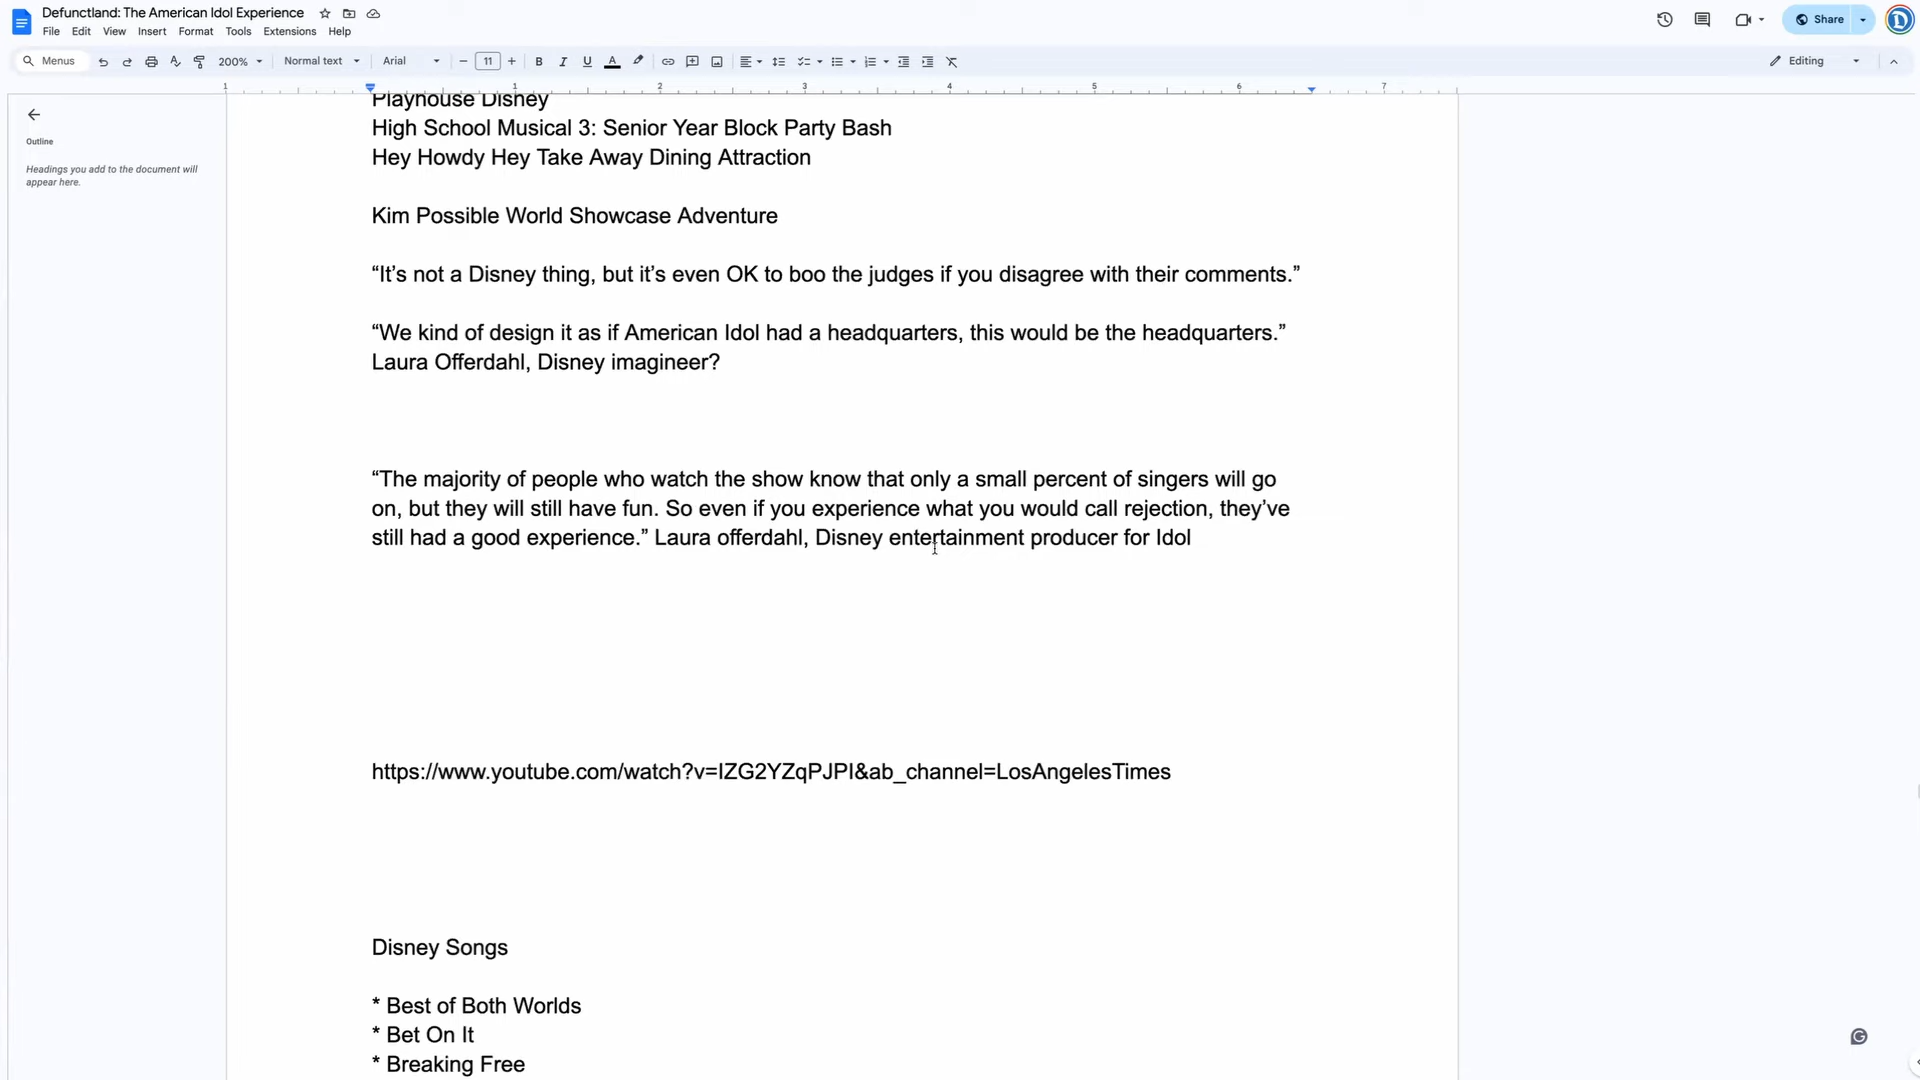 Defunctland: The American Idol Experience
File Edit View Insert Format Tools Extensions Help
Share
Menus
200%
Normal text
Arial
11
Editing
1 1 2 3 4 5 6 7
Outline
Headings you add to the document will
appear here.
Playhouse Disney
High School Musical 3: Senior Year Block Party Bash
Hey Howdy Hey Take Away Dining Attraction
Kim Possible World Showcase Adventure
“It’s not a Disney thing, but it’s even OK to boo the judges if you disagree with their comments.”
“We kind of design it as if American Idol had a headquarters, this would be the headquarters.”
Laura Offerdahl, Disney imagineer?
“The majority of people who watch the show know that only a small percent of singers will go
on, but they will still have fun. So even if you experience what you would call rejection, they’ve
still had a good experience.” Laura offerdahl, Disney entertainment producer for Idol
https://www.youtube.com/watch?v=IZG2YZqPJPI&ab_channel=LosAngelesTimes
Disney Songs
* Best of Both Worlds
* Bet On It
* Breaking Free